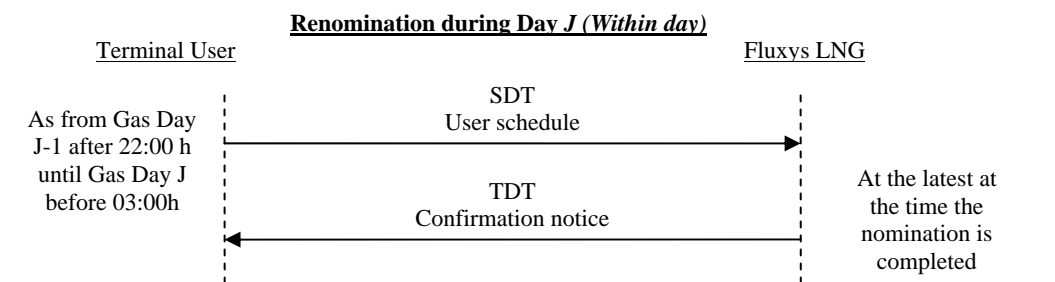 Renomination during Day J (Within day)
Terminal User
Fluxys LNG
SDT
User schedule
As from Gas Day
J-1 after 22:00 h
until Gas Day J
before 03:00h
TDT
Confirmation notice
At the latest at
the time the
nomination is
completed